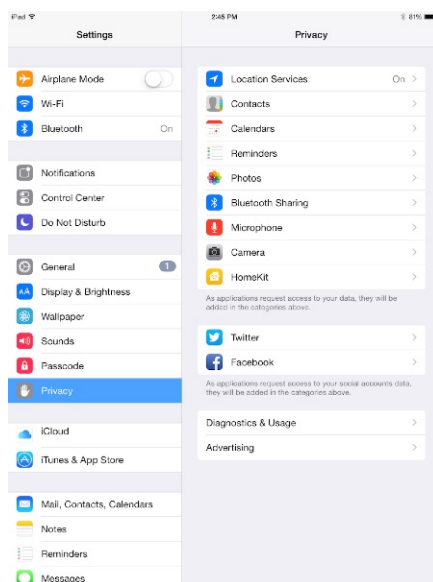 iPad
2:45 PM
81%
Settings
Privacy
Airplane Mode
Wi-Fi
Bluetooth On
Notifications
Control Center
Do Not Disturb
General 1
Display & Brightness
Wallpaper
Sounds
Passcode
Privacy
iCloud
iTunes & App Store
Mail, Contacts, Calendars
Notes
Reminders
Messages
Location Services On
Contacts
Calendars
Reminders
Photos
Bluetooth Sharing
Microphone
Camera
HomeKit
As applications request access to your data, they will be
added in the categories above.
Twitter
Facebook
As applications request access to your social accounts data,
they will be added in the categories above.
Diagnostics & Usage
Advertising